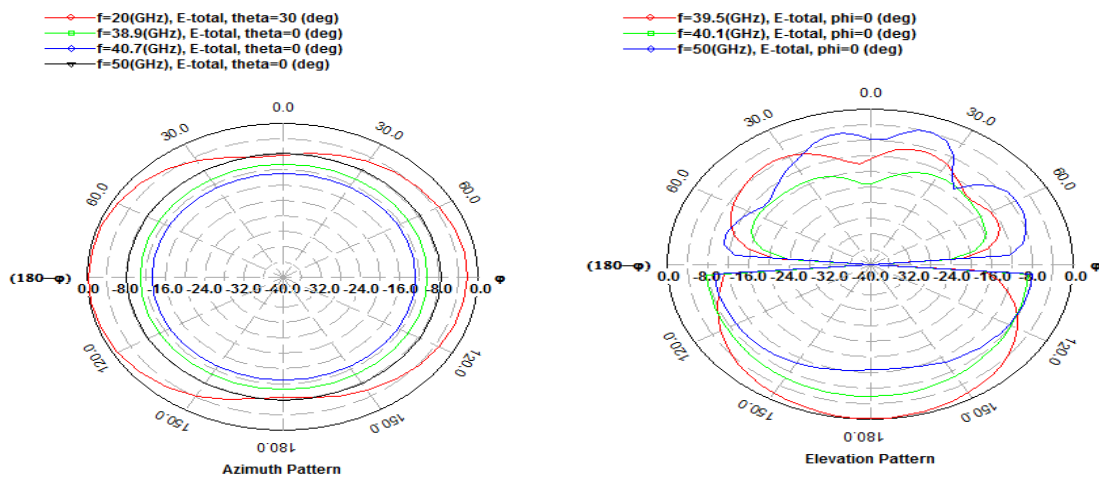 f=20(GHz), E-total, theta=30 (deg)
f=38.9(GHz), E-total, theta=0 (deg)
f=40.7(GHz), E-total, theta=0 (deg)
f=50(GHz), E-total, theta=0 (deg)
0.0
30.0
30.0
60.0
60.0
(180—φ)
φ
0.0 -8.0 -16.0 -24.0 -32.0 -40.0 -32.0 -24.0 -16.0 -8.0 0.0
120.0
120.0
150.0
150.0
180.0
Azimuth Pattern
f=39.5(GHz), E-total, phi=0 (deg)
f=40.1(GHz), E-total, phi=0 (deg)
f=50(GHz), E-total, phi=0 (deg)
0.0
30.0
30.0
60.0
60.0
(180—φ)
φ
0.0 -8.0 -16.0 -24.0 -32.0 -40.0 -32.0 -24.0 -16.0 -8.0 0.0
120.0
120.0
150.0
150.0
180.0
Elevation Pattern